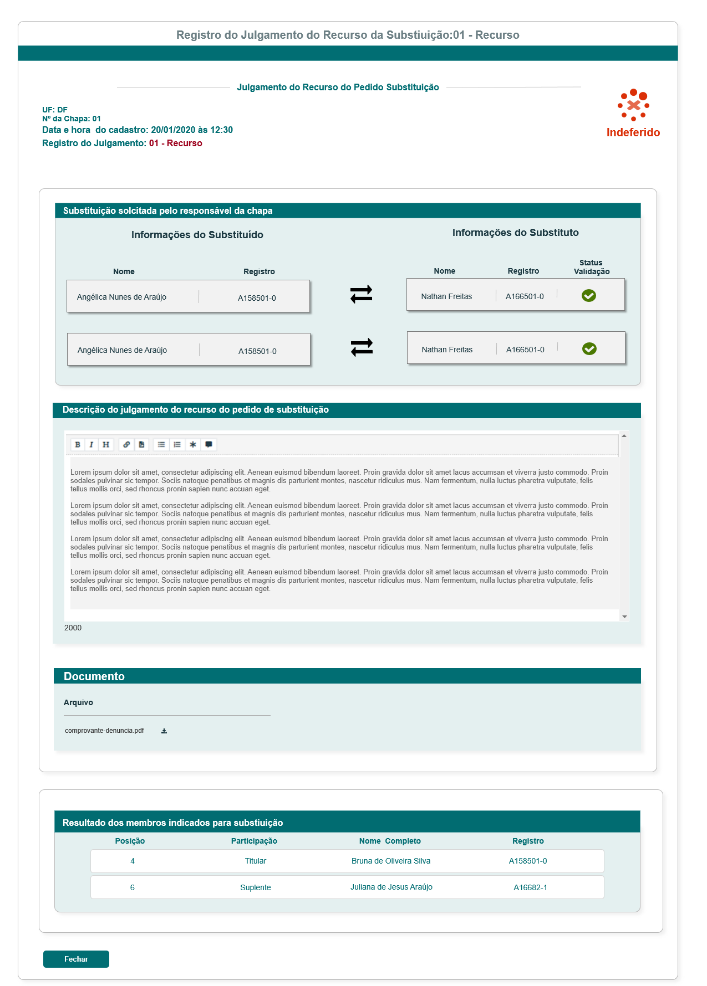 Registro do Julgamento do Recurso da Substiuição:01 - Recurso
Julgamento do Recurso do Pedido Substituição
UF: DF
Nº da Chapa: 01
Data e hora do cadastro: 20/01/2020 às 12:30
Registro do Julgamento: 01 - Recurso
Indeferido
Substituição solcitada pelo responsável da chapa
Informações do Substituído
Informações do Substituto
Nome Registro
Nome Registro Status Validação
Angélica Nunes de Araújo A158501-0
Nathan Freitas A166501-0
Angélica Nunes de Araújo A158501-0
Nathan Freitas A166501-0
Descrição do julgamento do recurso do pedido de substituição
B I H
Lorem ipsum dolor sit amet, consectetur adipiscing elit. Aenean euismod bibendum laoreet. Proin gravida dolor sit amet lacus accumsan et viverra justo commodo. Proin
sodales pulvinar sic tempor. Sociis natoque penatibus et magnis dis parturient montes, nascetur ridiculus mus. Nam fermentum, nulla luctus pharetra vulputate, felis
tellus mollis orci, sed rhoncus pronin sapien nunc accuan eget.
Lorem ipsum dolor sit amet, consectetur adipiscing elit. Aenean euismod bibendum laoreet. Proin gravida dolor sit amet lacus accumsan et viverra justo commodo. Proin
sodales pulvinar sic tempor. Sociis natoque penatibus et magnis dis parturient montes, nascetur ridiculus mus. Nam fermentum, nulla luctus pharetra vulputate, felis
tellus mollis orci, sed rhoncus pronin sapien nunc accuan eget.
Lorem ipsum dolor sit amet, consectetur adipiscing elit. Aenean euismod bibendum laoreet. Proin gravida dolor sit amet lacus accumsan et viverra justo commodo. Proin
sodales pulvinar sic tempor. Sociis natoque penatibus et magnis dis parturient montes, nascetur ridiculus mus. Nam fermentum, nulla luctus pharetra vulputate, felis
tellus mollis orci, sed rhoncus pronin sapien nunc accuan eget.
Lorem ipsum dolor sit amet, consectetur adipiscing elit. Aenean euismod bibendum laoreet. Proin gravida dolor sit amet lacus accumsan et viverra justo commodo. Proin
sodales pulvinar sic tempor. Sociis natoque penatibus et magnis dis parturient montes, nascetur ridiculus mus. Nam fermentum, nulla luctus pharetra vulputate, felis
tellus mollis orci, sed rhoncus pronin sapien nunc accuan eget.
2000
Documento
Arquivo
comprovante-denuncia.pdf
Resultado dos membros indicados para substiuição
Posição Participação Nome Completo Registro
4 Titular Bruna de Oliveira Silva A158501-0
6 Suplente Juliana de Jesus Araújo A16682-1
Fechar